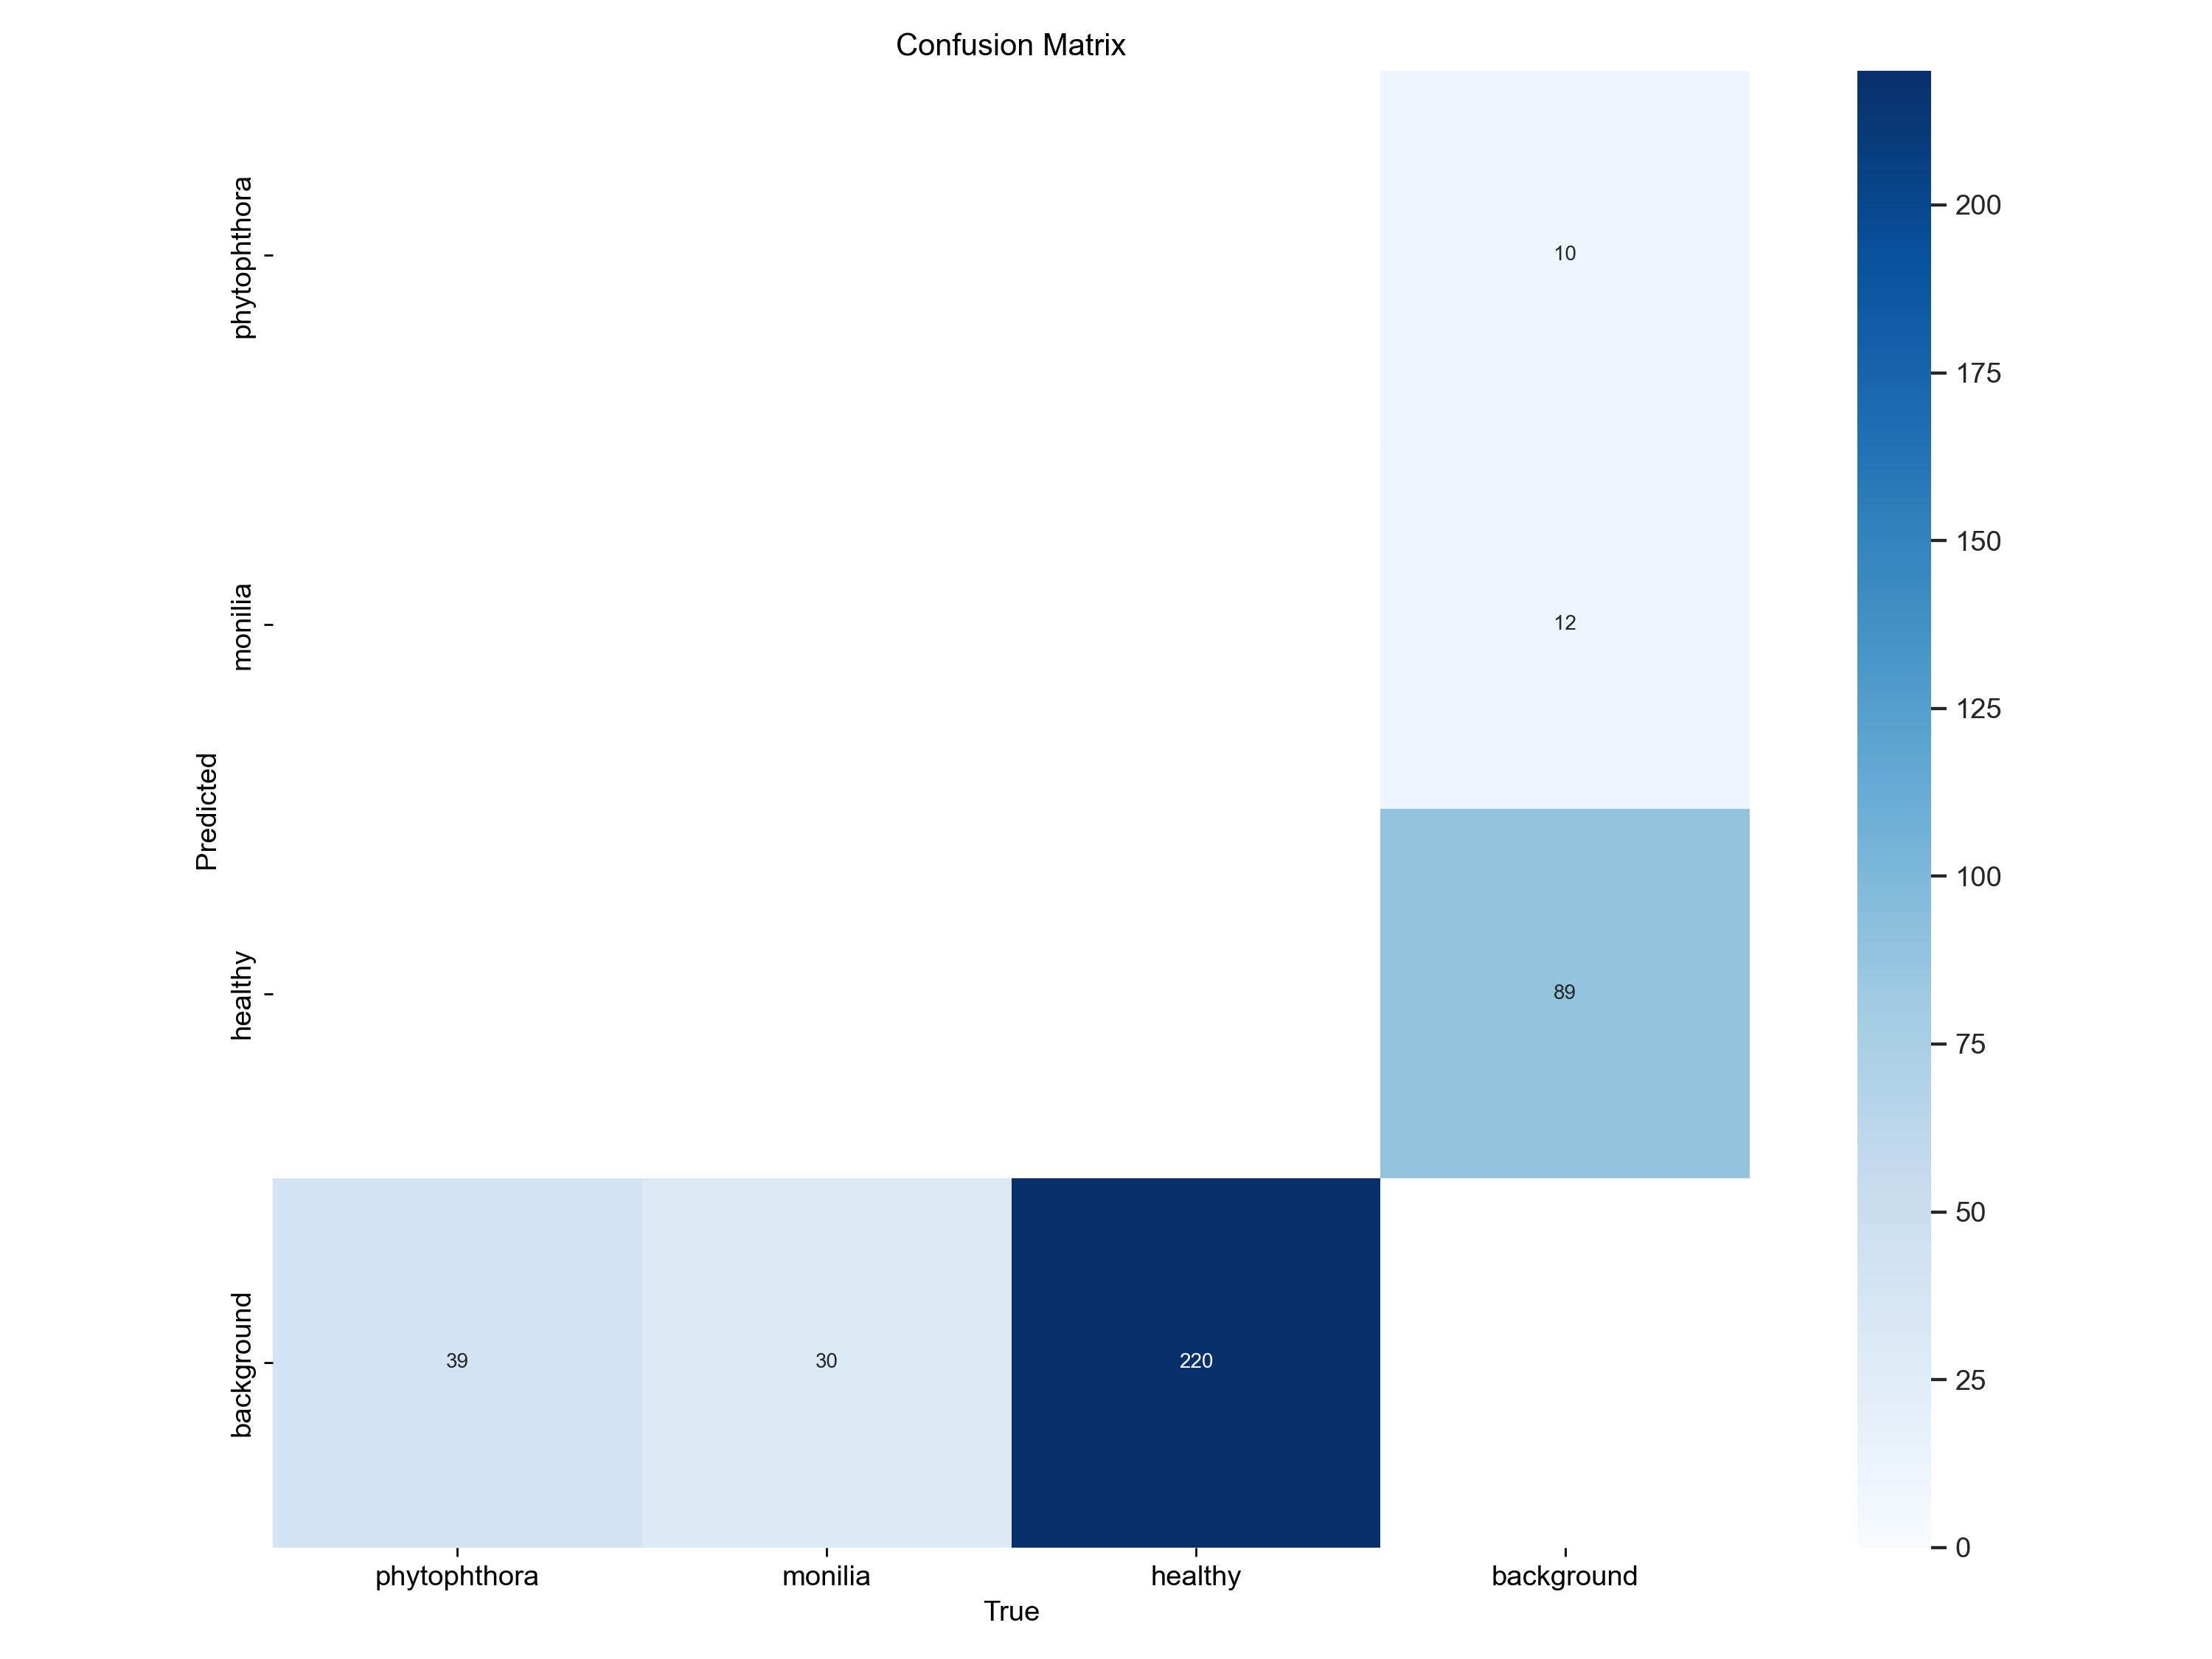 Confusion Matrix
phytophthora
10
monilia
12
Predicted
healthy
89
background
39 30 220
phytophthora monilia healthy background
True
200
175
150
125
100
75
50
25
0